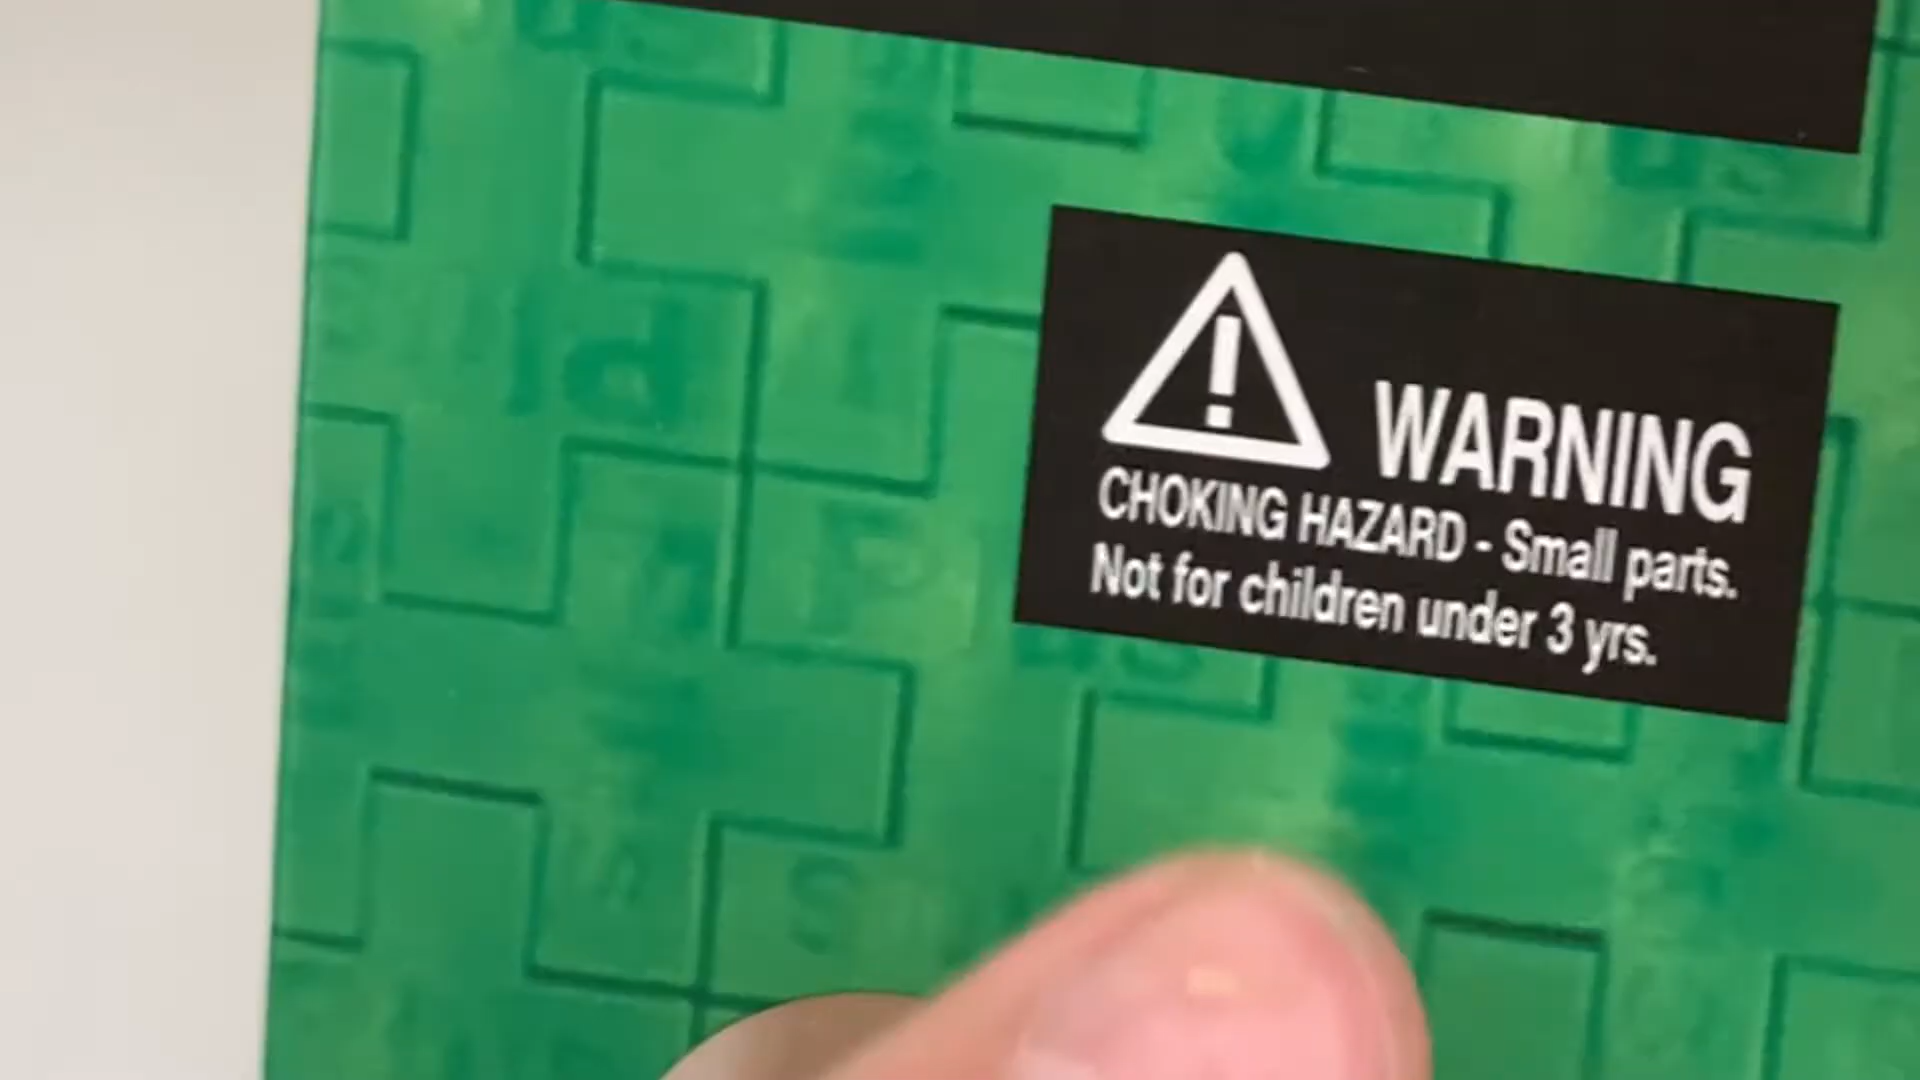 WARNING
CHOKING HAZARD - Small parts.
Not for children under 3 yrs.